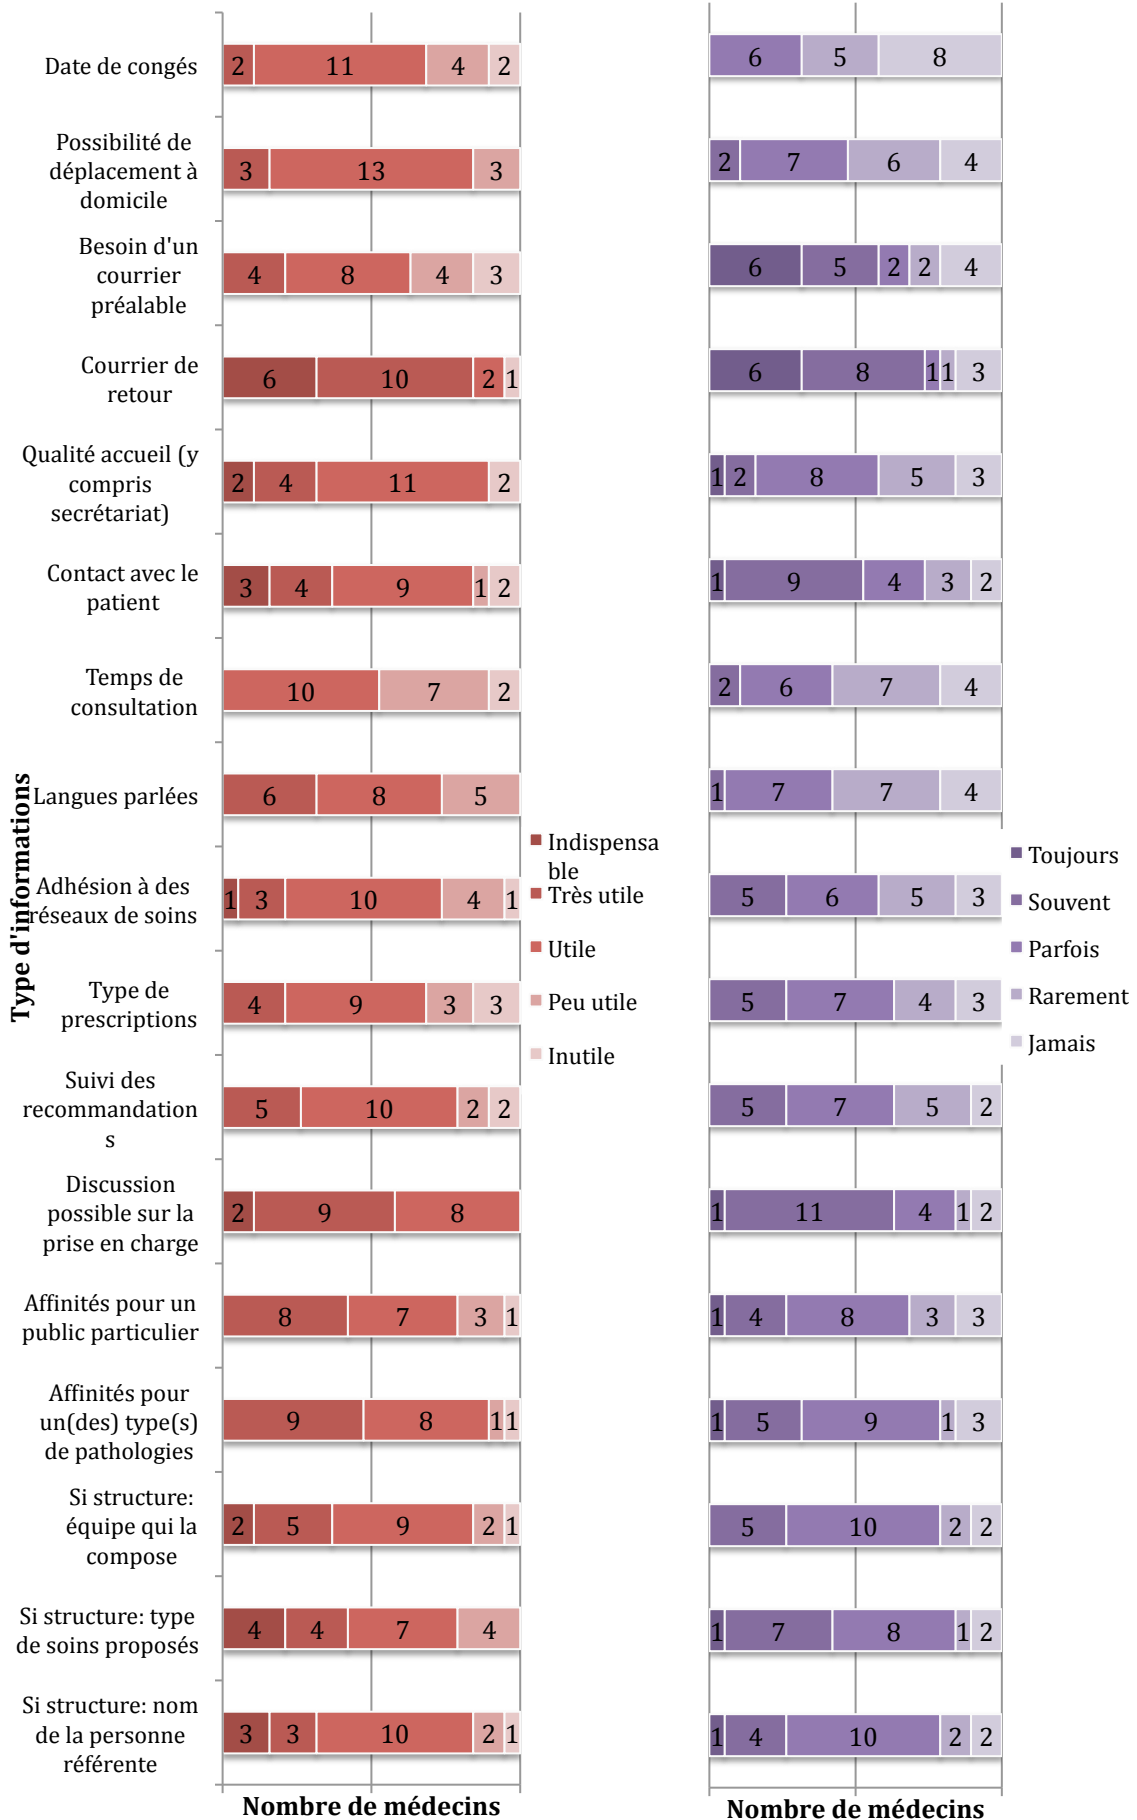 Date de congés
2 11 4 2
6 5 8
Possibilité de
déplacement à
domicile
3 13 3
2 7 6 4
Besoin d'un
courrier
préalable
4 8 4 3
6 5 2 2 4
Courrier de
retour
6 10 2 1
6 8 1 1 3
Qualité accueil (y
compris
secrétariat)
2 4 11 2
1 2 8 5 3
Contact avec le
patient
3 4 9 1 2
1 9 4 3 2
Temps de
consultation
10 7 2
2 6 7 4
Langues parlées
6 8 5
1 7 7 4
Adhésion à des
réseaux de soins
1 3 10 4 1
5 6 5 3
Type de
prescriptions
4 9 3 3
5 7 4 3
Suivi des
recommandation
s
5 10 2 2
5 7 5 2
Discussion
possible sur la
prise en charge
2 9 8
1 11 4 1 2
Affinités pour un
public particulier
8 7 3 1
1 4 8 3 3
Affinités pour
un(des) type(s)
de pathologies
9 8 1 1
1 5 9 1 3
Si structure:
équipe qui la
compose
2 5 9 2 1
5 10 2 2
Si structure: type
de soins proposés
4 4 7 4
1 7 8 1 2
Si structure: nom
de la personne
référente
3 3 10 2 1
1 4 10 2 2
Type d'informations
Indispensa
ble
Très utile
Utile
Peu utile
Inutile
Toujours
Souvent
Parfois
Rarement
Jamais
Nombre de médecins
Nombre de médecins